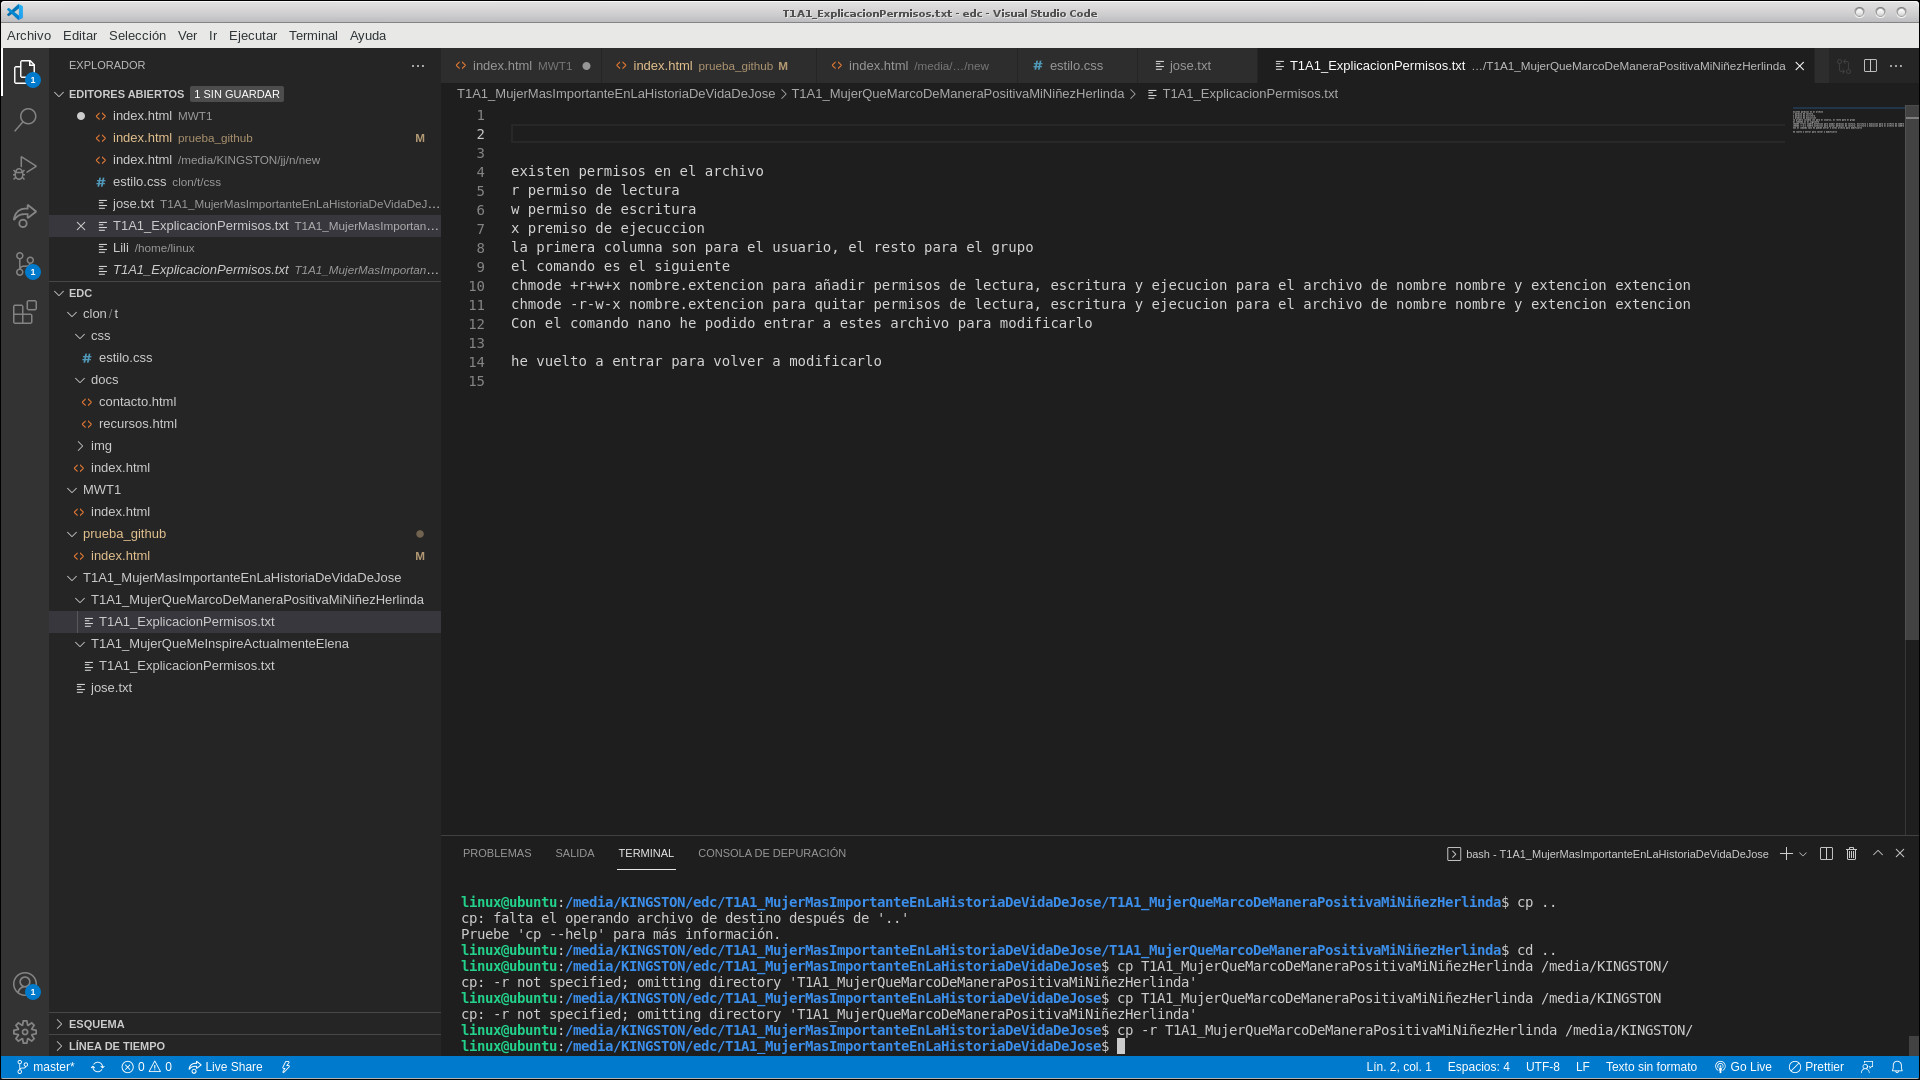 T1A1_ExplicacionPermisos.txt - edc - Visual Studio Code
Archivo Editar Selección Ver Ir Ejecutar Terminal Ayuda
EXPLORADOR
EDITORES ABIERTOS 1 SIN GUARDAR
index.html MWT1
index.html prueba_github M
index.html /media/KINGSTON/jj/n/new
estilo.css clon/t/css
jose.txt T1A1_MujerMasImportanteEnLaHistoriaDeVidaDeJ...
T1A1_ExplicacionPermisos.txt T1A1_MujerMasImportan...
Lili /home/linux
T1A1_ExplicacionPermisos.txt T1A1_MujerMasImportan...
EDC
clon/t
css
estilo.css
docs
contacto.html
recursos.html
img
index.html
MWT1
index.html
prueba_github
index.html M
T1A1_MujerMasImportanteEnLaHistoriaDeVidaDeJose
T1A1_MujerQueMarcoDeManeraPositivaMiNiñezHerlinda
T1A1_ExplicacionPermisos.txt
T1A1_MujerQueMeInspireActualmenteElena
T1A1_ExplicacionPermisos.txt
jose.txt
ESQUEMA
LÍNEA DE TIEMPO
1
1
1
index.html MWT1 index.html prueba_github M index.html /media/.../new estilo.css jose.txt T1A1_ExplicacionPermisos.txt .../T1A1_MujerQueMarcoDeManeraPositivaMiNiñezHerlinda
T1A1_MujerMasImportanteEnLaHistoriaDeVidaDeJose > T1A1_MujerQueMarcoDeManeraPositivaMiNiñezHerlinda > T1A1_ExplicacionPermisos.txt
1
2
3
4 existen permisos en el archivo
5 r permiso de lectura
6 w permiso de escritura
7 x premiso de ejecuccion
8 la primera columna son para el usuario, el resto para el grupo
9 el comando es el siguiente
10 chmode +r+w+x nombre.extencion para añadir permisos de lectura, escritura y ejecucion para el archivo de nombre nombre y extencion extencion
11 chmode -r-w-x nombre.extencion para quitar permisos de lectura, escritura y ejecucion para el archivo de nombre nombre y extencion extencion
12 Con el comando nano he podido entrar a estes archivo para modificarlo
13
14 he vuelto a entrar para volver a modificarlo
15
PROBLEMAS SALIDA TERMINAL CONSOLA DE DEPURACIÓN bash - T1A1_MujerMasImportanteEnLaHistoriaDeVidaDeJose
linux@ubuntu:/media/KINGSTON/edc/T1A1_MujerMasImportanteEnLaHistoriaDeVidaDeJose/T1A1_MujerQueMarcoDeManeraPositivaMiNiñezHerlinda$ cp ..
cp: falta el operando archivo de destino después de '..'
Pruebe 'cp --help' para más información.
linux@ubuntu:/media/KINGSTON/edc/T1A1_MujerMasImportanteEnLaHistoriaDeVidaDeJose/T1A1_MujerQueMarcoDeManeraPositivaMiNiñezHerlinda$ cd ..
linux@ubuntu:/media/KINGSTON/edc/T1A1_MujerMasImportanteEnLaHistoriaDeVidaDeJose$ cp T1A1_MujerQueMarcoDeManeraPositivaMiNiñezHerlinda /media/KINGSTON/
cp: -r not specified; omitting directory 'T1A1_MujerQueMarcoDeManeraPositivaMiNiñezHerlinda'
linux@ubuntu:/media/KINGSTON/edc/T1A1_MujerMasImportanteEnLaHistoriaDeVidaDeJose$ cp T1A1_MujerQueMarcoDeManeraPositivaMiNiñezHerlinda /media/KINGSTON
cp: -r not specified; omitting directory 'T1A1_MujerQueMarcoDeManeraPositivaMiNiñezHerlinda'
linux@ubuntu:/media/KINGSTON/edc/T1A1_MujerMasImportanteEnLaHistoriaDeVidaDeJose$ cp -r T1A1_MujerQueMarcoDeManeraPositivaMiNiñezHerlinda /media/KINGSTON/
linux@ubuntu:/media/KINGSTON/edc/T1A1_MujerMasImportanteEnLaHistoriaDeVidaDeJose$
master* 0 0 Live Share Lín. 2, col. 1 Espacios: 4 UTF-8 LF Texto sin formato Go Live Prettier